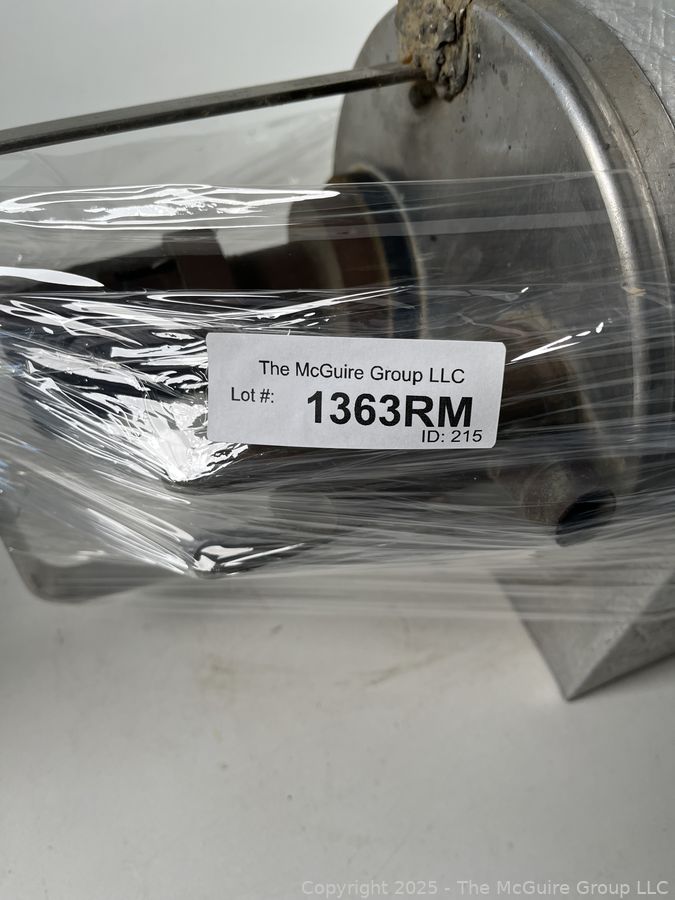 The McGuire Group LLC
Lot #: 1363RM
ID: 215
Copyright 2025 - The McGuire Group LLC